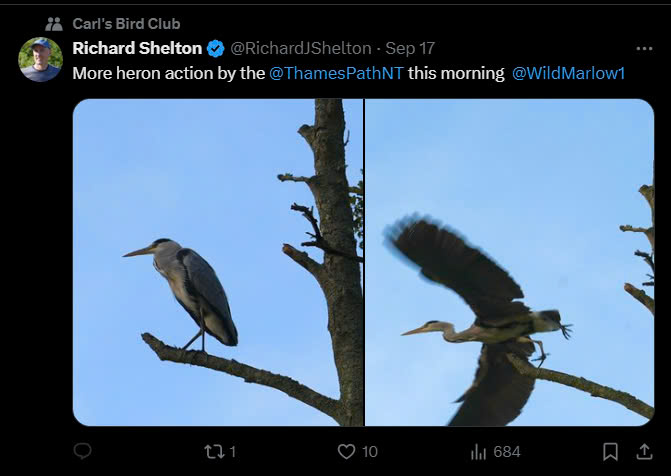 Carl's Bird Club
Richard Shelton @RichardJShelton · Sep 17
More heron action by the @ThamesPathNT this morning @WildMarlow1
1 10 684